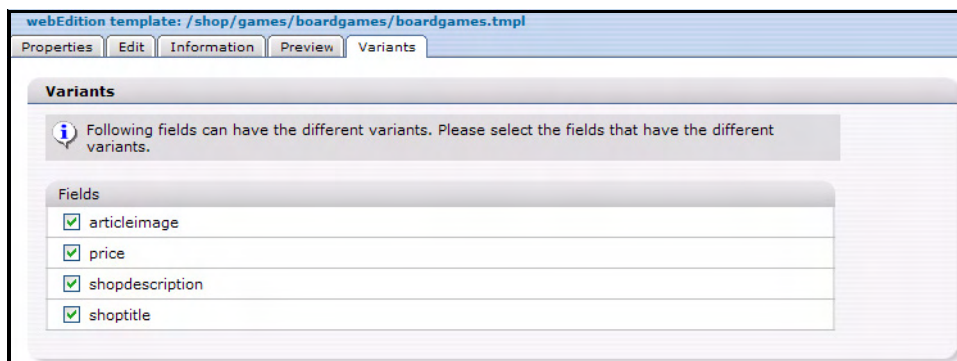 webEdition template: /shop/games/boardgames/boardgames.tmpl
Properties Edit Information Preview Variants
Variants
Following fields can have the different variants. Please select the fields that have the different
variants.
Fields
articleimage
price
shopdescription
shoptitle